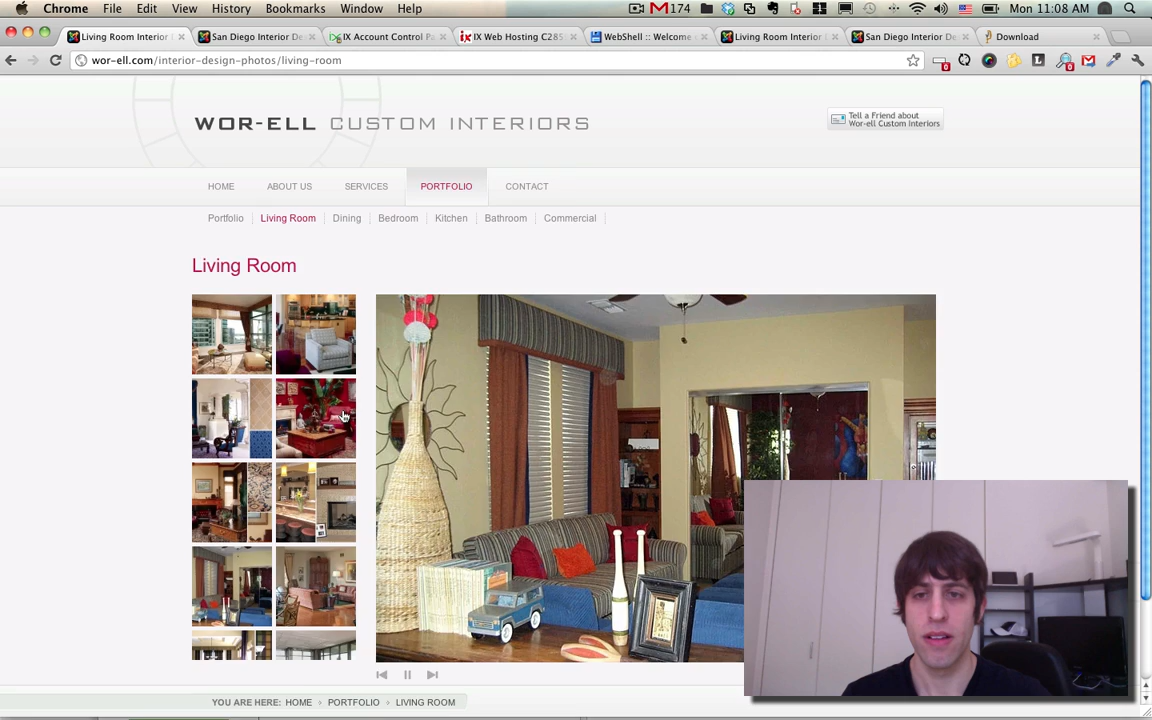 Chrome File Edit View History Bookmarks Window Help 174 Mon 11:08 AM
Living Room Interior San Diego Interior De IX Account Control Pa IX Web Hosting C285 WebShell :: Welcome Living Room Interior San Diego Interior De Download
wor-ell.com/interior-design-photos/living-room
WOR-ELL CUSTOM INTERIORS
Tell a Friend about
Wor-ell Custom Interiors
HOME ABOUT US SERVICES PORTFOLIO CONTACT
Portfolio Living Room Dining Bedroom Kitchen Bathroom Commercial
Living Room
YOU ARE HERE: HOME › PORTFOLIO › LIVING ROOM